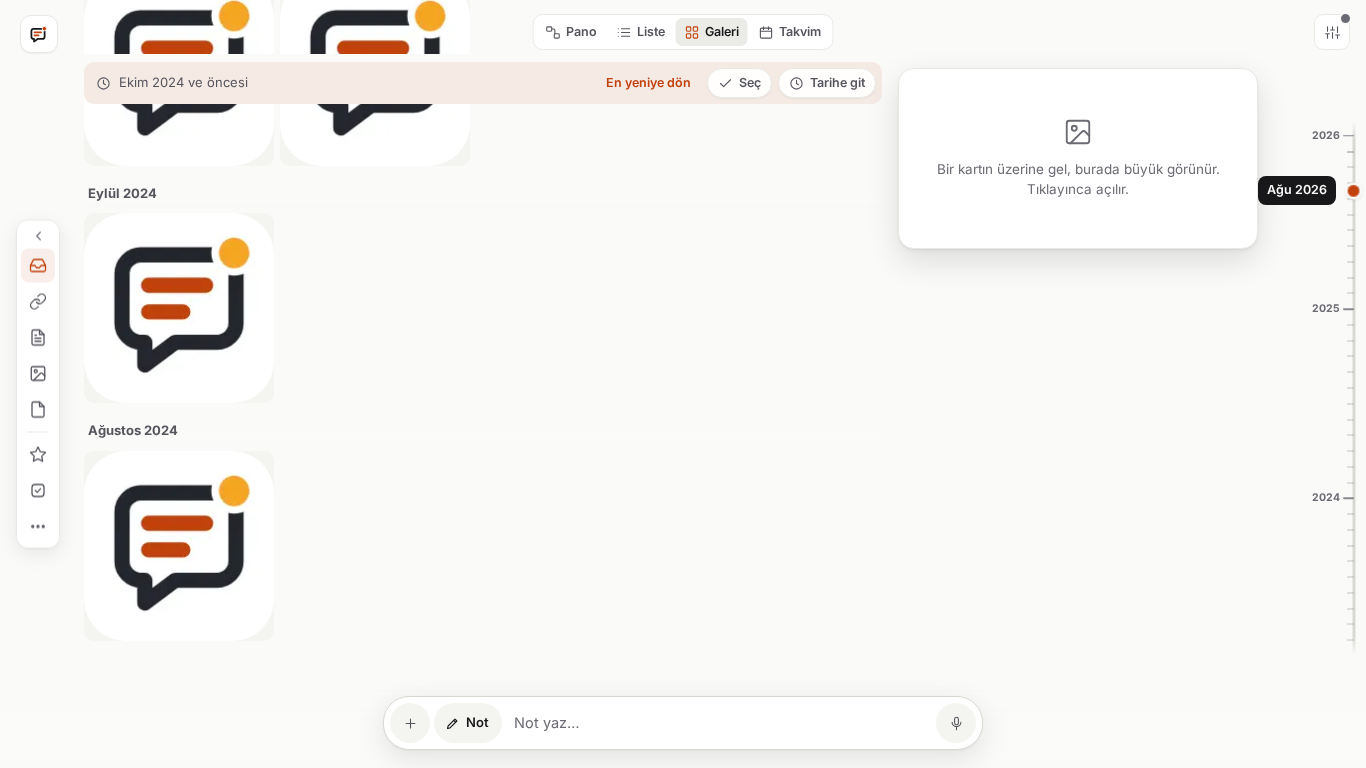 Pano
Liste
Galeri
Takvim
Ekim 2024 ve öncesi
En yeniye dön
Seç
Tarihe git
Bir kartın üzerine gel, burada büyük görünür.
Tıklayınca açılır.
2026
Ağu 2026
Eylül 2024
2025
Ağustos 2024
2024
Not
Not yaz...